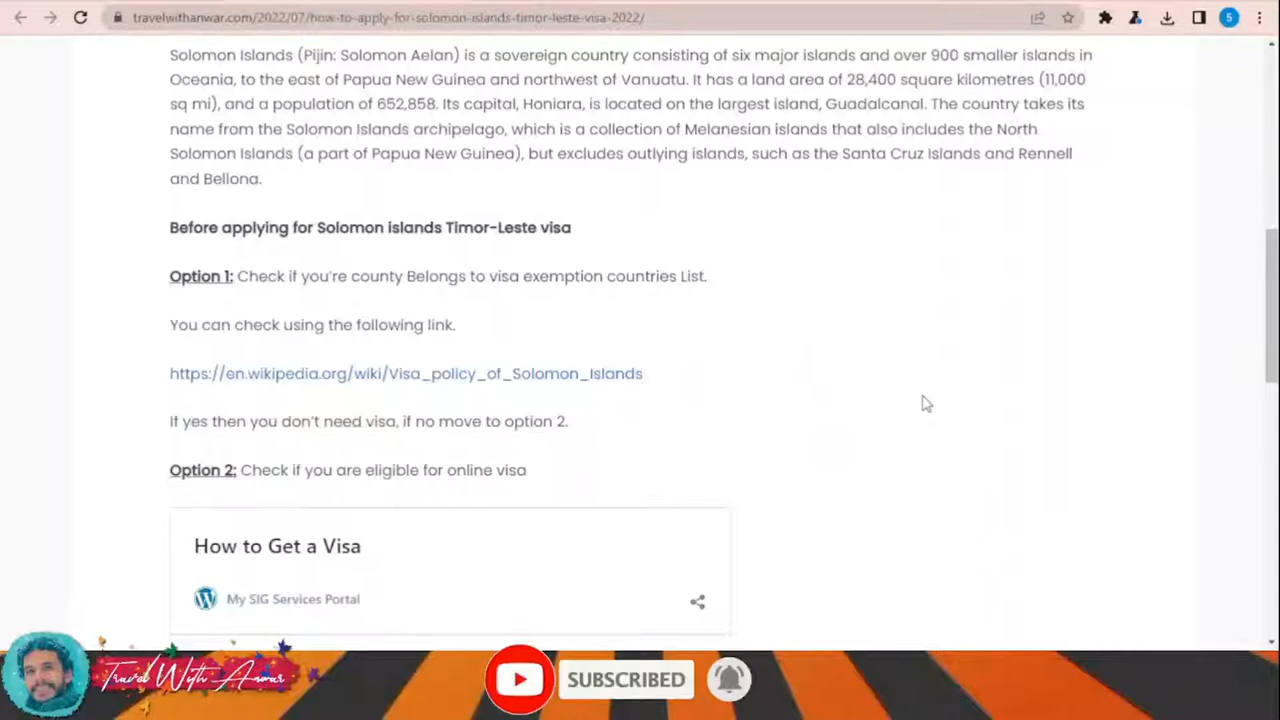 travelwithanwar.com/2022/07/how-to-apply-for-solomon-islands-timor-leste-visa-2022/
5
Solomon Islands (Pijin: Solomon Aelan) is a sovereign country consisting of six major islands and over 900 smaller islands in
Oceania, to the east of Papua New Guinea and northwest of Vanuatu. It has a land area of 28,400 square kilometres (11,000
sq mi), and a population of 652,858. Its capital, Honiara, is located on the largest island, Guadalcanal. The country takes its
name from the Solomon Islands archipelago, which is a collection of Melanesian islands that also includes the North
Solomon Islands (a part of Papua New Guinea), but excludes outlying islands, such as the Santa Cruz Islands and Rennell
and Bellona.
Before applying for Solomon islands Timor-Leste visa
Option 1: Check if you're county Belongs to visa exemption countries List.
You can check using the following link.
https://en.wikipedia.org/wiki/Visa_policy_of_Solomon_Islands
If yes then you don't need visa, if no move to option 2.
Option 2: Check if you are eligible for online visa
How to Get a Visa
My SIG Services Portal
Travel With Anwar
SUBSCRIBED